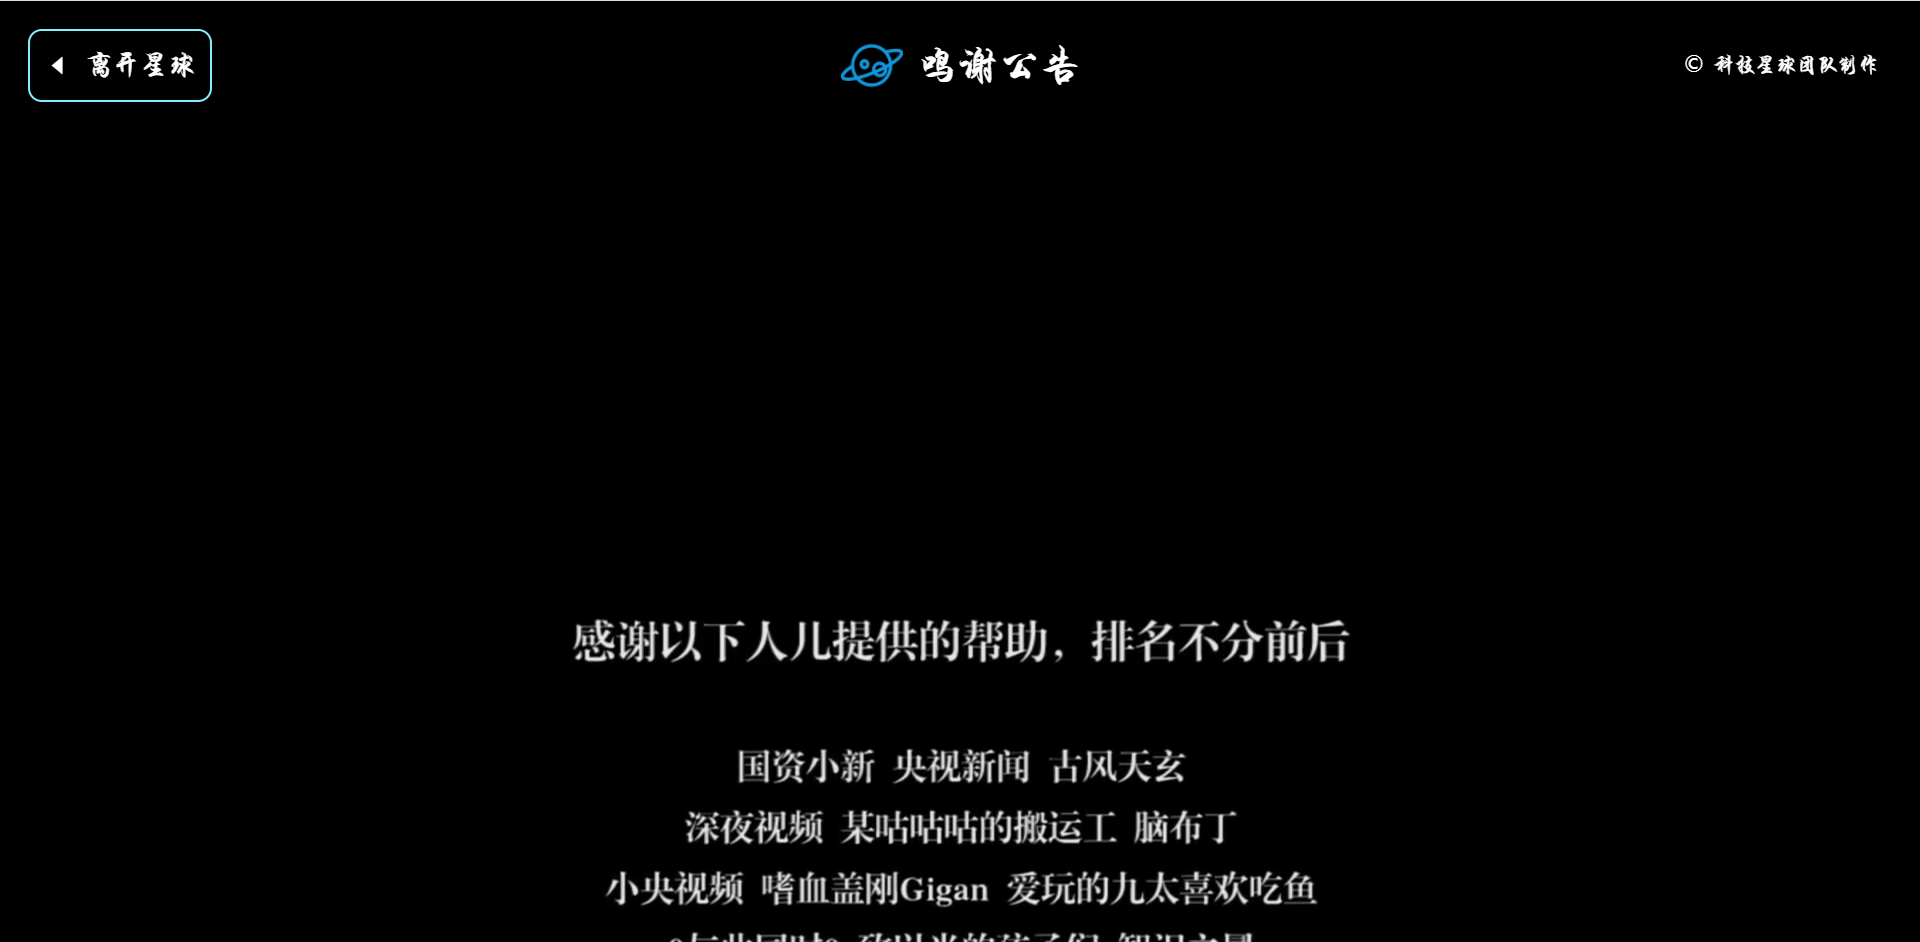 离开星球
鸣谢公告
© 科技星球团队制作
感谢以下人儿提供的帮助，排名不分前后
国资小新 央视新闻 古风天玄
深夜视频 某咕咕咕的搬运工 脑布丁
小央视频 嗜血盖刚Gigan 爱玩的九太喜欢吃鱼